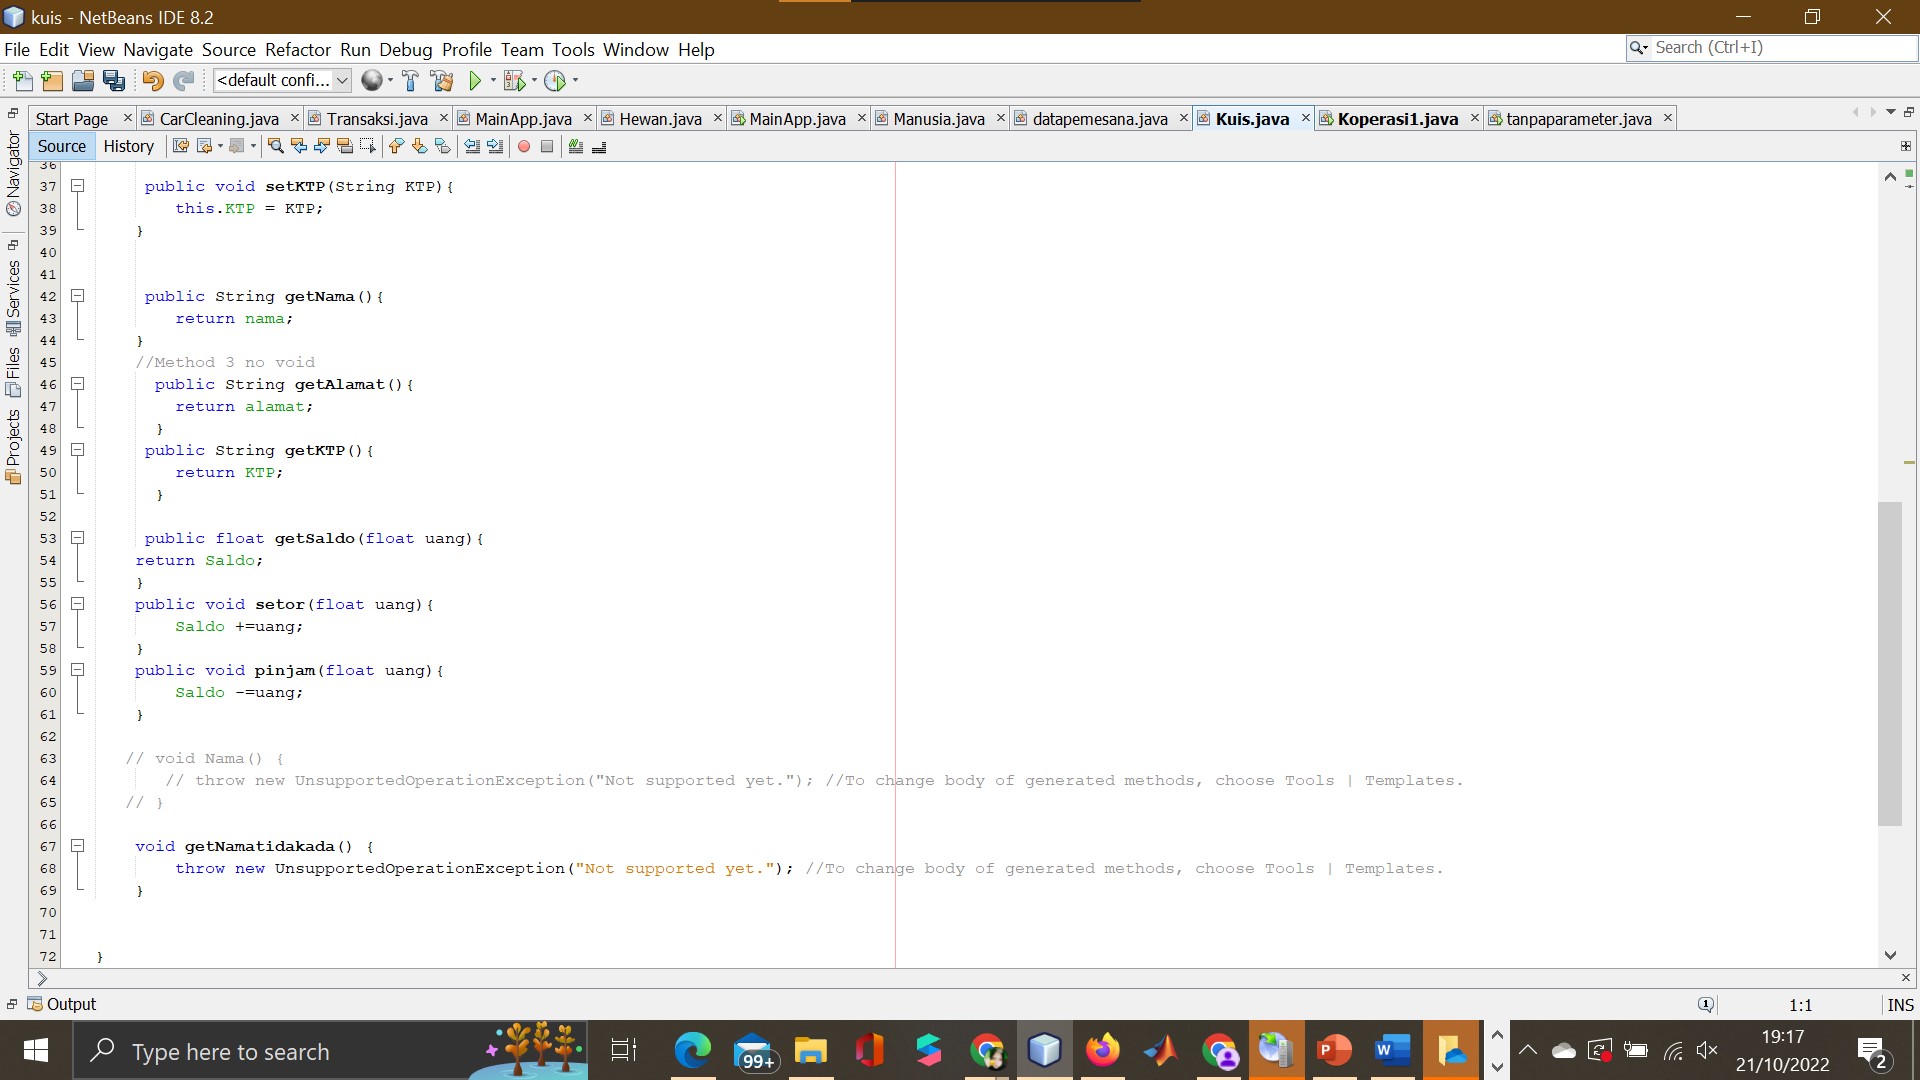 kuis - NetBeans IDE 8.2
File Edit View Navigate Source Refactor Run Debug Profile Team Tools Window Help
Search (Ctrl+I)
<default confi...
Start Page CarCleaning.java Transaksi.java MainApp.java Hewan.java MainApp.java Manusia.java datapemesana.java Kuis.java Koperasi1.java tanpaparameter.java
Source History
Navigator
Services
Files
Projects
36
37 public void setKTP(String KTP){
38 this.KTP = KTP;
39 }
40
41
42 public String getNama(){
43 return nama;
44 }
45 //Method 3 no void
46 public String getAlamat(){
47 return alamat;
48 }
49 public String getKTP(){
50 return KTP;
51 }
52
53 public float getSaldo(float uang){
54 return Saldo;
55 }
56 public void setor(float uang){
57 Saldo +=uang;
58 }
59 public void pinjam(float uang){
60 Saldo -=uang;
61 }
62
63 // void Nama() {
64 // throw new UnsupportedOperationException("Not supported yet."); //To change body of generated methods, choose Tools | Templates.
65 // }
66
67 void getNamatidakada() {
68 throw new UnsupportedOperationException("Not supported yet."); //To change body of generated methods, choose Tools | Templates.
69 }
70
71
72 }
Output
1:1 INS
Type here to search
99+
19:17
21/10/2022
2